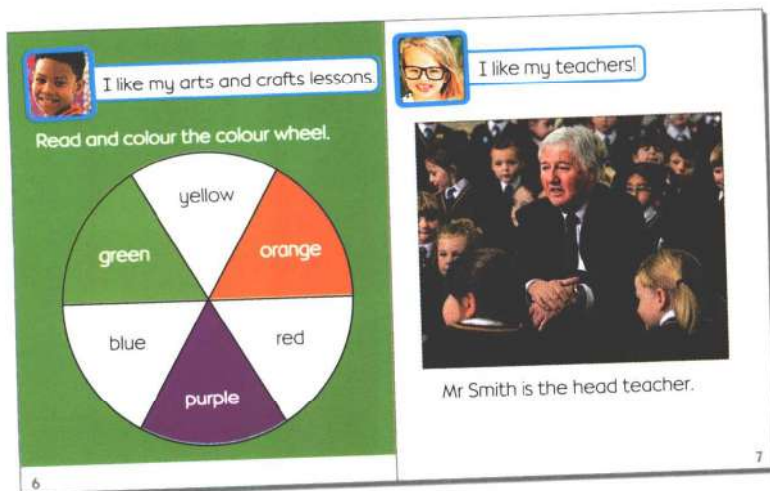 I like my arts and crafts lessons.
Read and colour the colour wheel.
yellow
green
orange
blue
red
purple
6
I like my teachers!
Mr Smith is the head teacher.
7